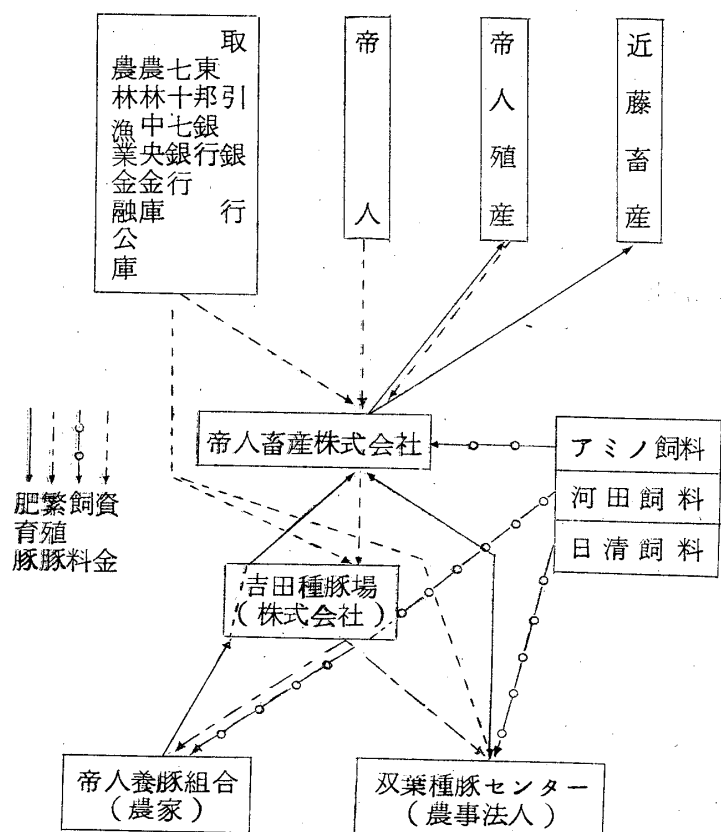 取引銀行
東邦銀行
七十七銀行
農林中央金庫
農林漁業金融公庫
帝人
帝人殖産
近藤畜産
帝人畜産株式会社
アミノ飼料
河田飼料
日清飼料
資金
飼料
繁殖豚
肥育豚
吉田種豚場
（株式会社）
帝人養豚組合
（農家）
双葉種豚センター
（農事法人）